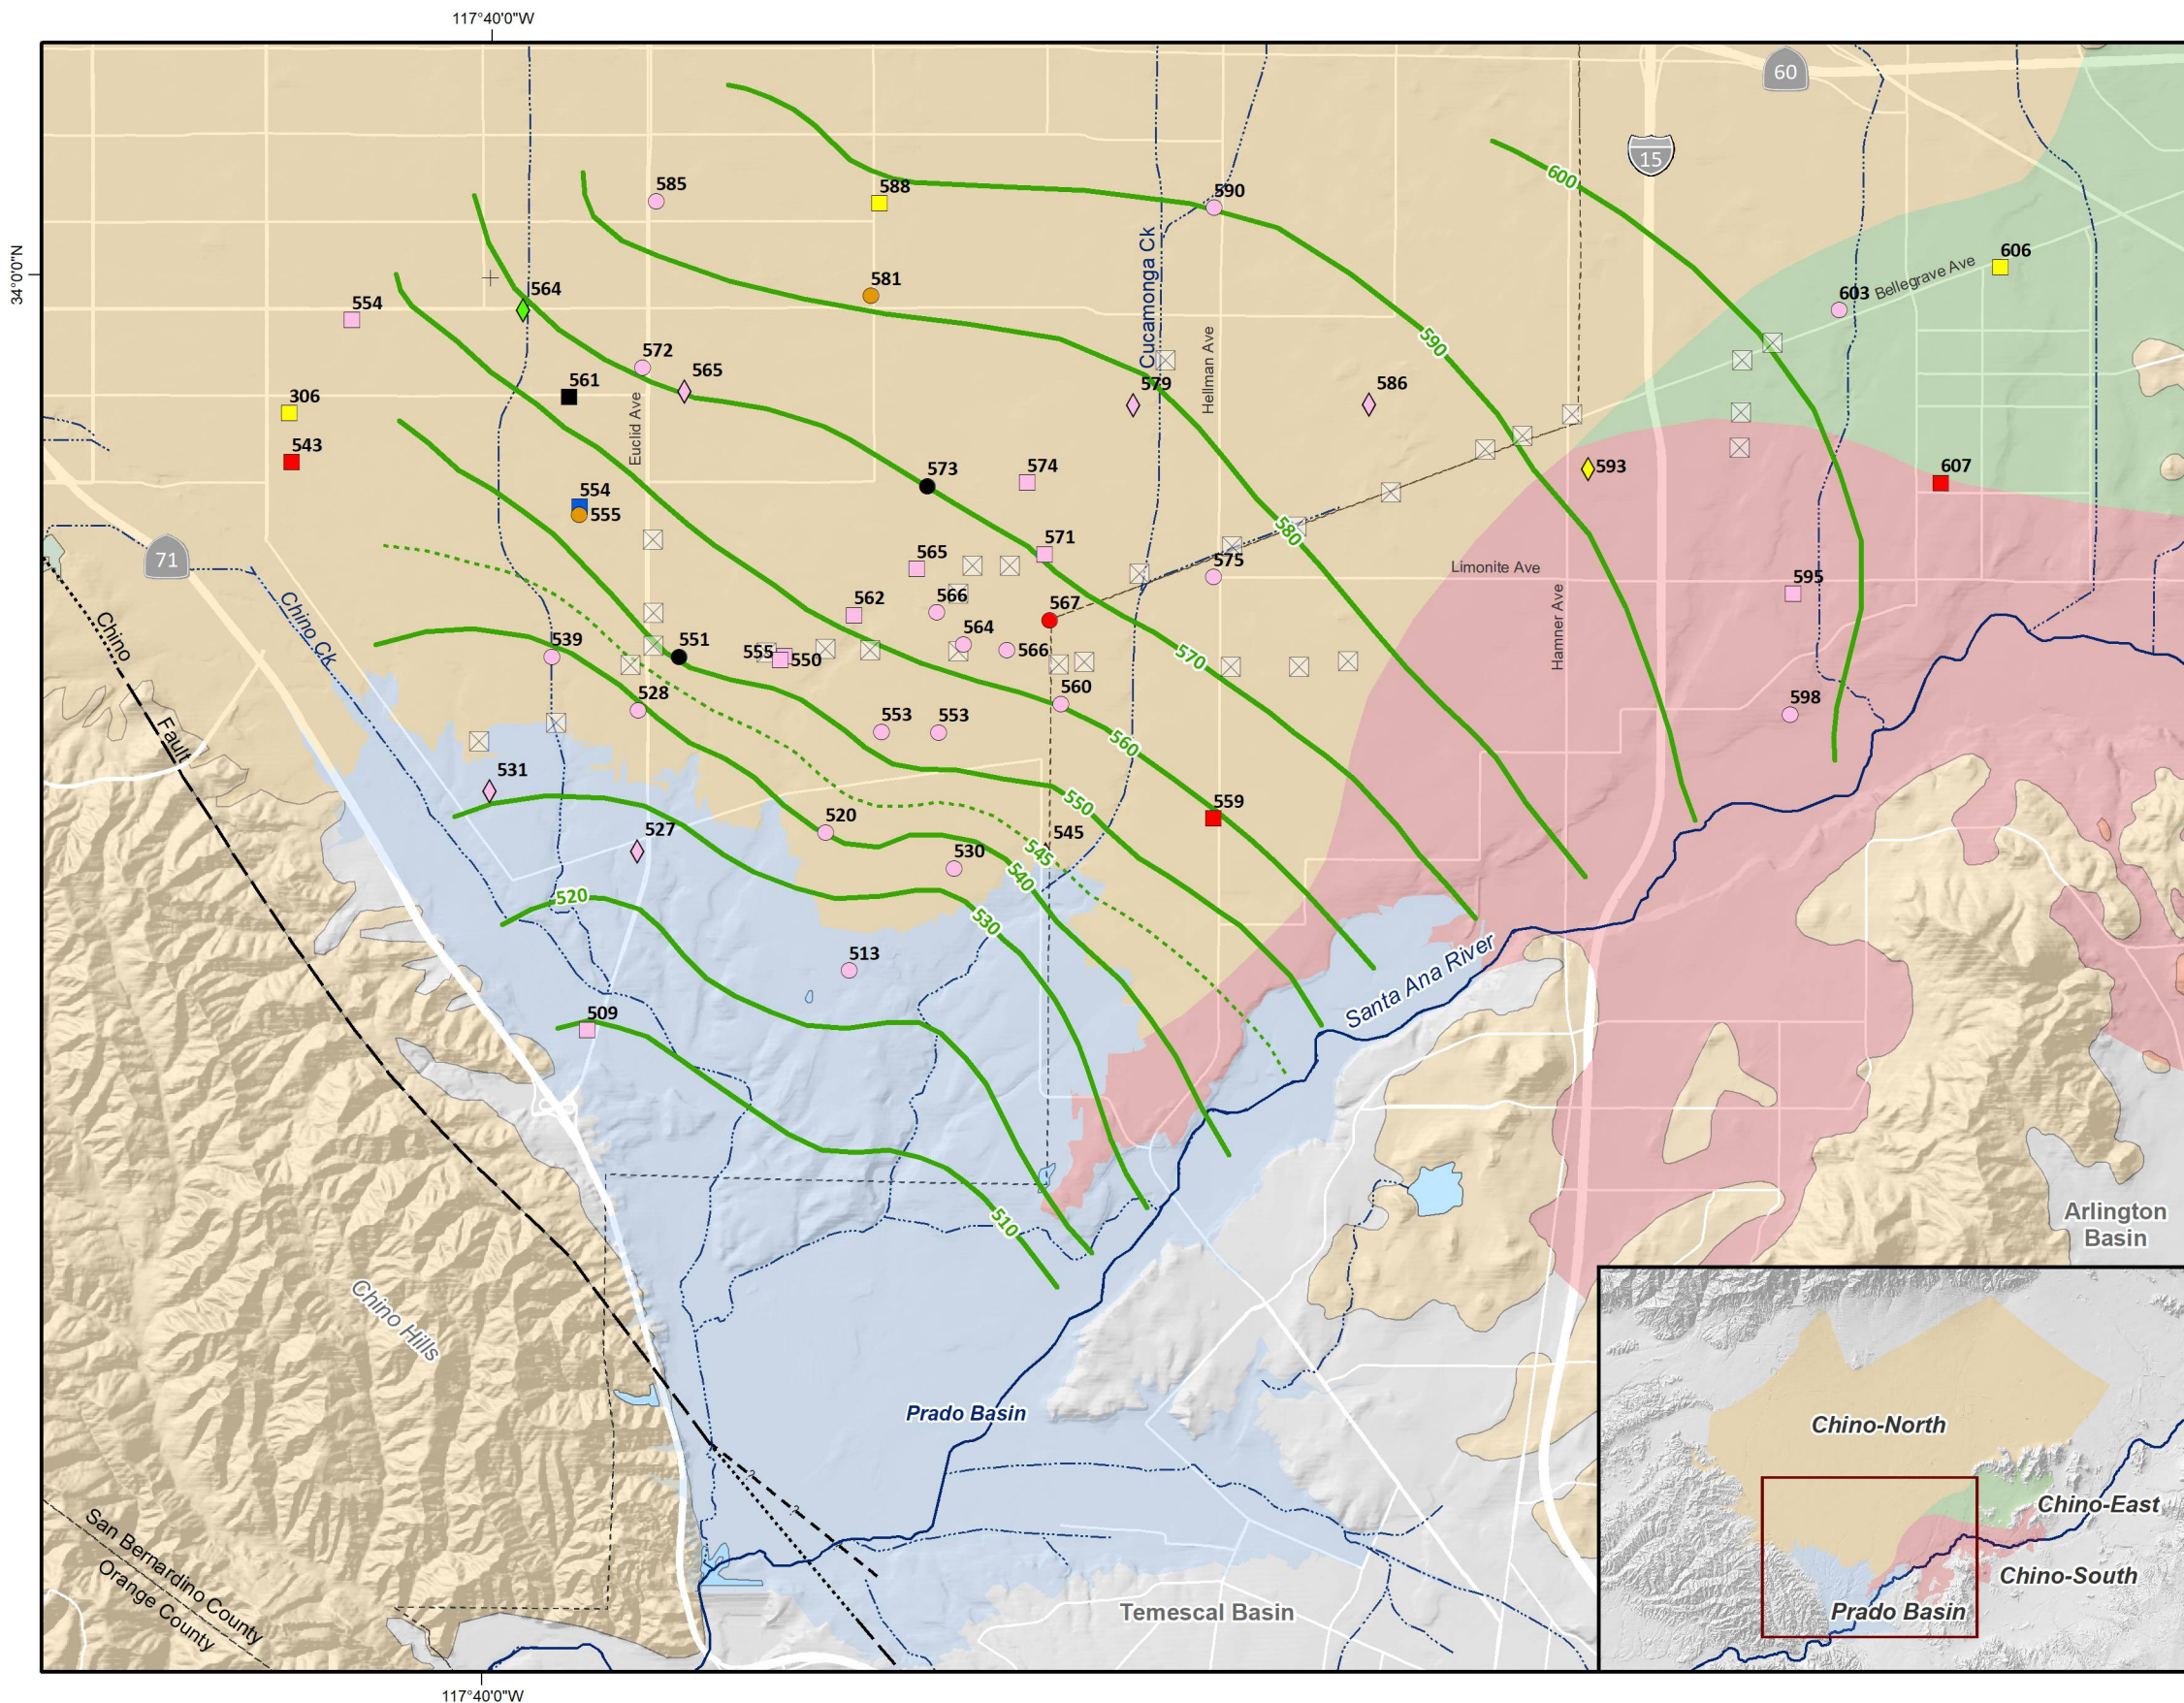 117°40'0"W
60
15
600
585
588
590
34°0'0"N
606
Bellegrave Ave
603
581
564
554
Cucamonga Ck
Hellman Ave
590
572
565
561
579
586
306
Euclid Ave
543
573
574
593
607
554
555
580
71
565
571
575
Limonite Ave
595
Chino Ck
562
566
567
Hamner Ave
Chino
Fault
539
551
555
550
564
566
570
528
560
598
553
553
560
531
550
559
520
527
545
545
530
540
520
530
513
Santa Ana River
509
510
Arlington
Basin
Chino Hills
Prado Basin
Chino-North
?
?
Chino-East
San Bernardino County
Orange County
Chino-South
Temescal Basin
Prado Basin
117°40'0"W